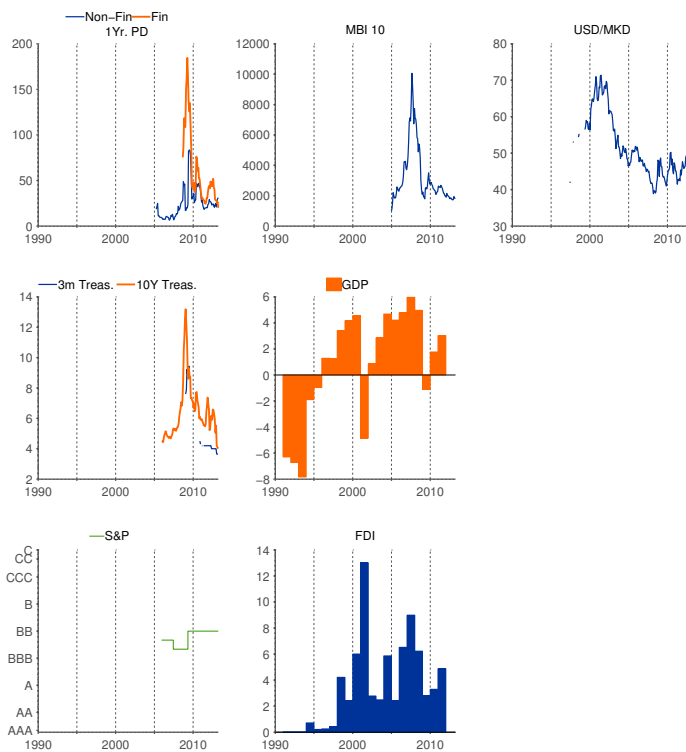 Non−Fin Fin
1Yr. PD
MBI 10
USD/MKD
200
150
100
50
0
1990 2000 2010
12000
10000
8000
6000
4000
2000
0
1990 2000 2010
80
70
60
50
40
30
1990 2000 2010
3m Treas. 10Y Treas.
GDP
14
12
10
8
6
4
2
1990 2000 2010
6
4
2
0
−2
−4
−6
−8
1990 2000 2010
S&P
FDI
C
CC
CCC
B
BB
BBB
A
AA
AAA
1990 2000 2010
14
12
10
8
6
4
2
0
1990 2000 2010